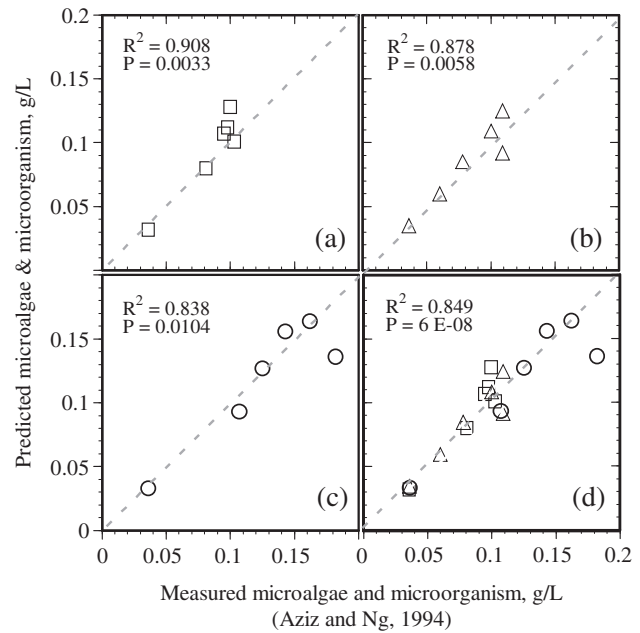 0.2
R² = 0.908
P = 0.0033
R² = 0.878
P = 0.0058
0.15
0.1
0.05
(a)
(b)
Predicted microalgae & microorganism, g/L
R² = 0.838
P = 0.0104
R² = 0.849
P = 6 E-08
0.15
0.1
0.05
(c)
(d)
0
0 0.05 0.1 0.15 0 0.05 0.1 0.15 0.2
Measured microalgae and microorganism, g/L
(Aziz and Ng, 1994)